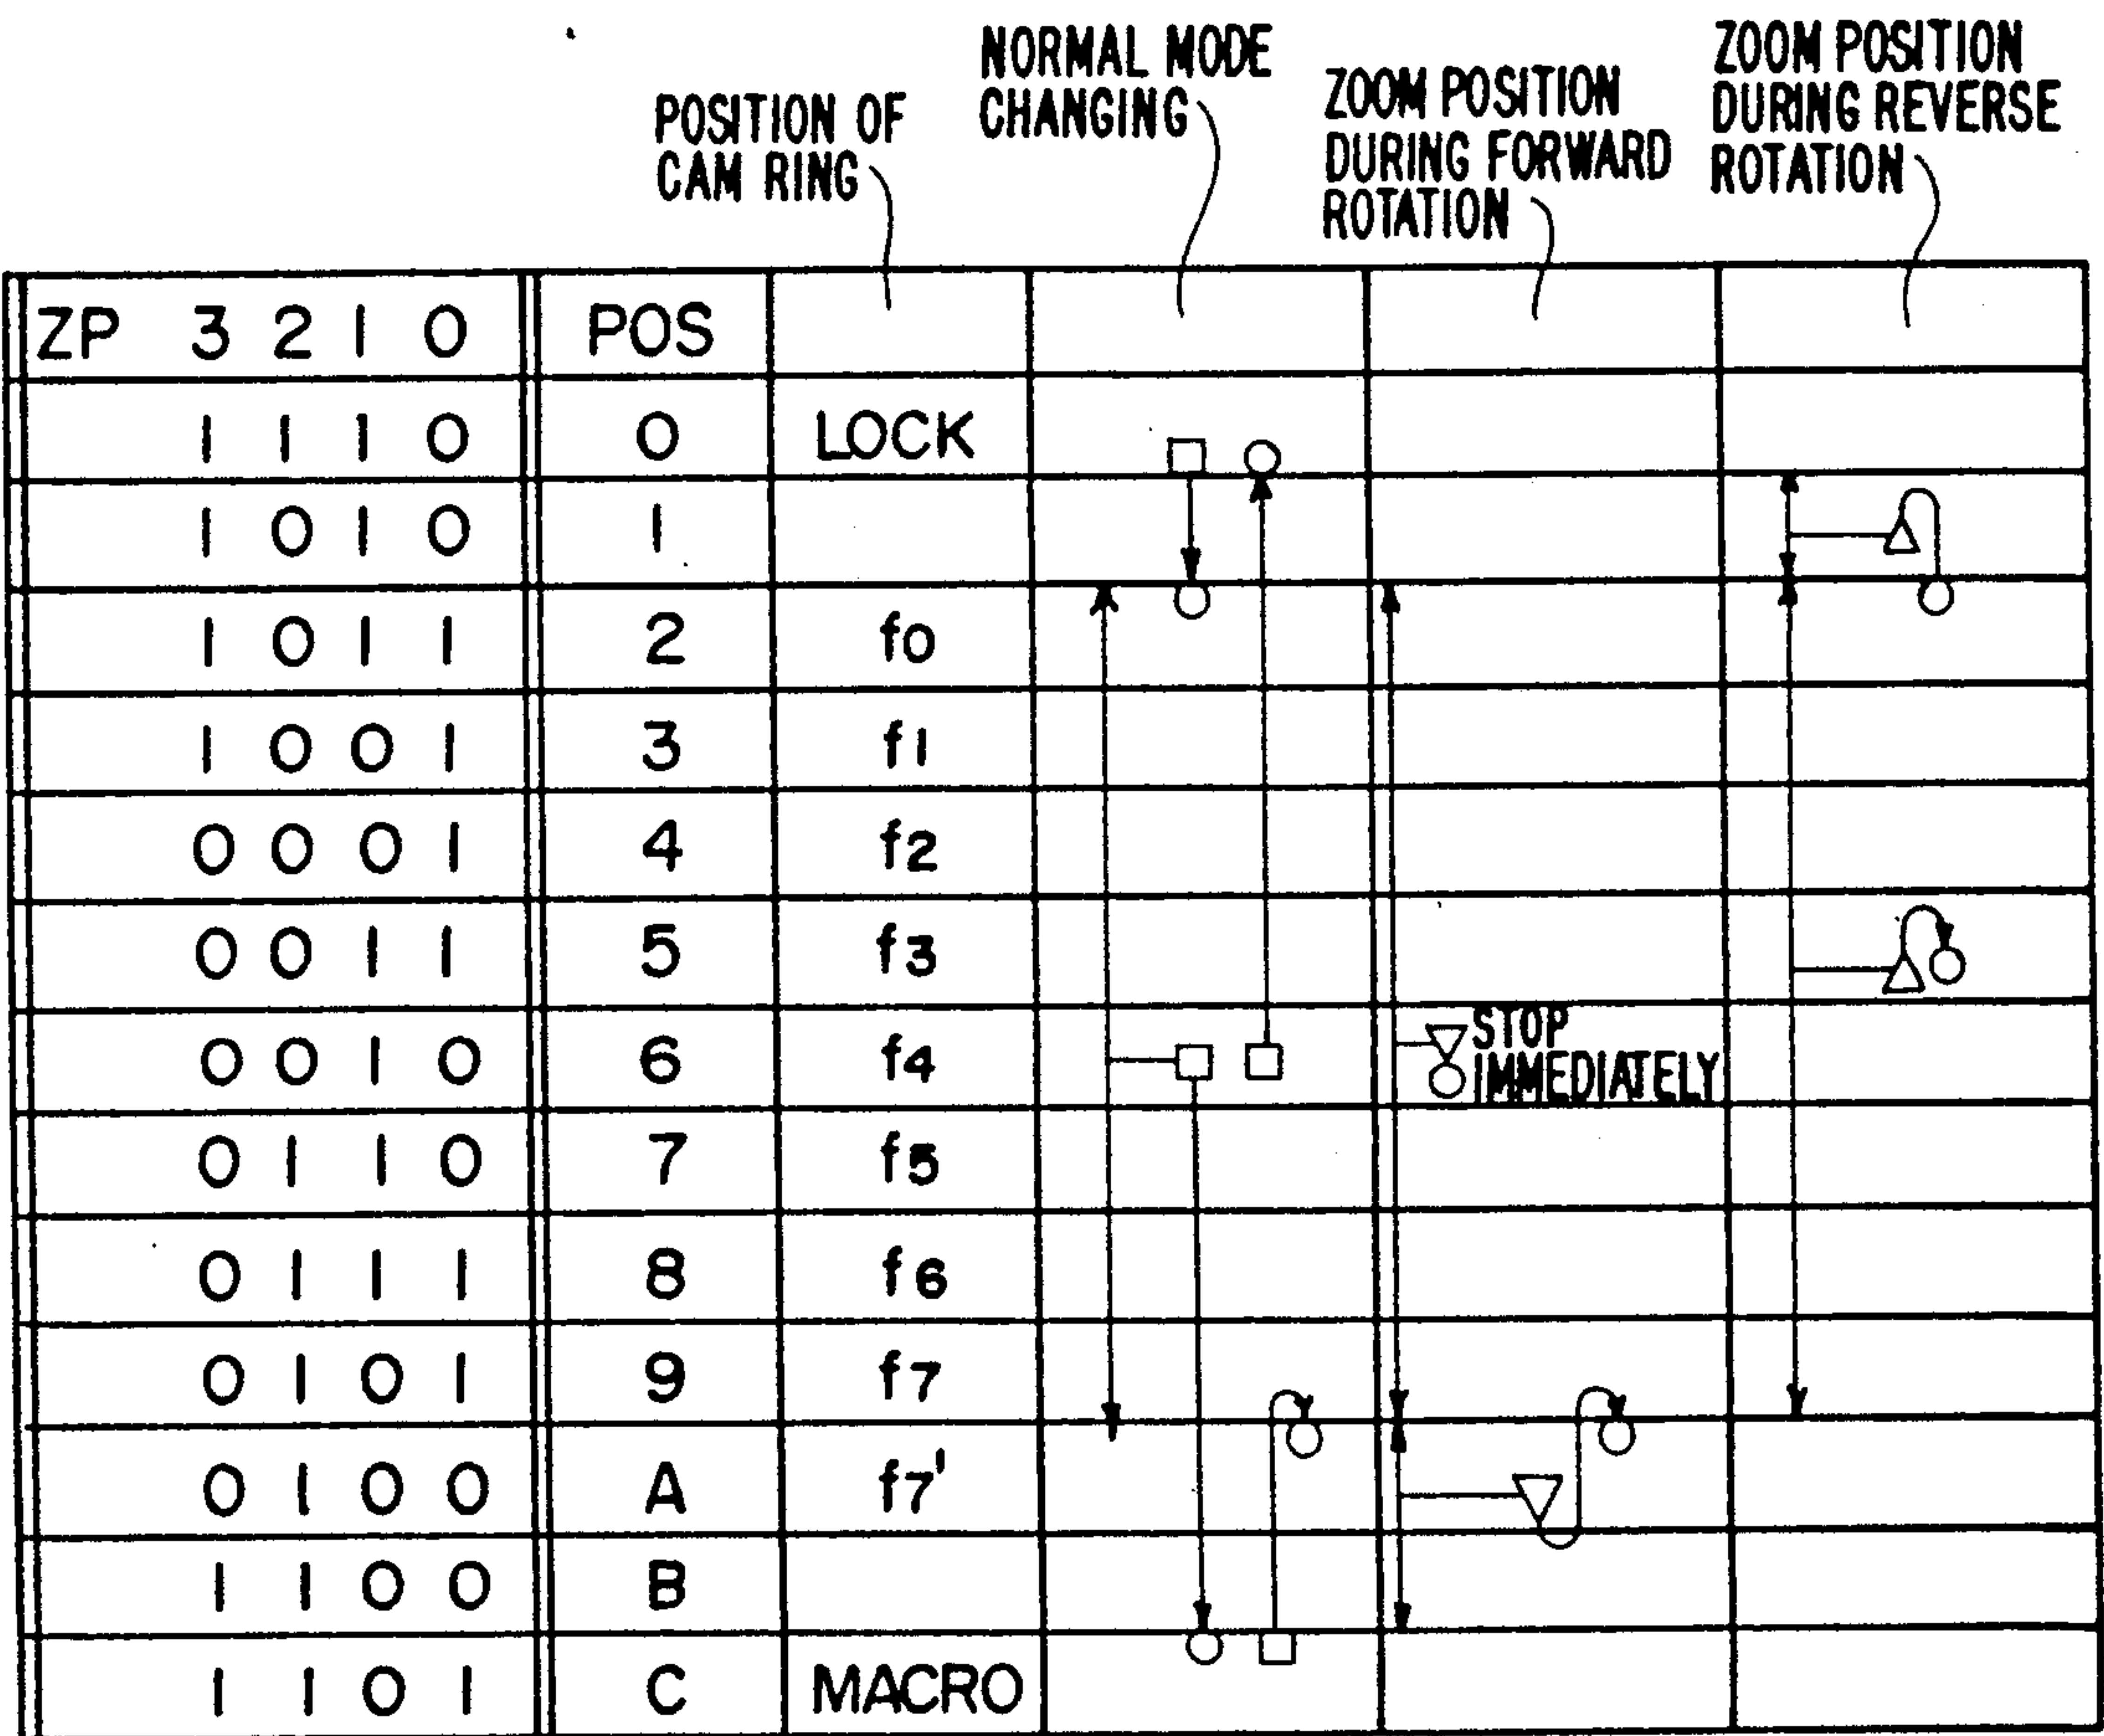 POSITION OF
CAM RING
NORMAL MODE
CHANGING
ZOOM POSITION
DURING FORWARD
ROTATION
ZOOM POSITION
DURING REVERSE
ROTATION
ZP 3 2 1 0 POS
1 1 1 0 0 LOCK
1 0 1 0 1
1 0 1 1 2 f0
1 0 0 1 3 f1
0 0 0 1 4 f2
0 0 1 1 5 f3
0 0 1 0 6 f4 STOP
IMMEDIATELY
0 1 1 0 7 f5
0 1 1 1 8 f6
0 1 0 1 9 f7
0 1 0 0 A f7'
1 1 0 0 B
1 1 0 1 C MACRO